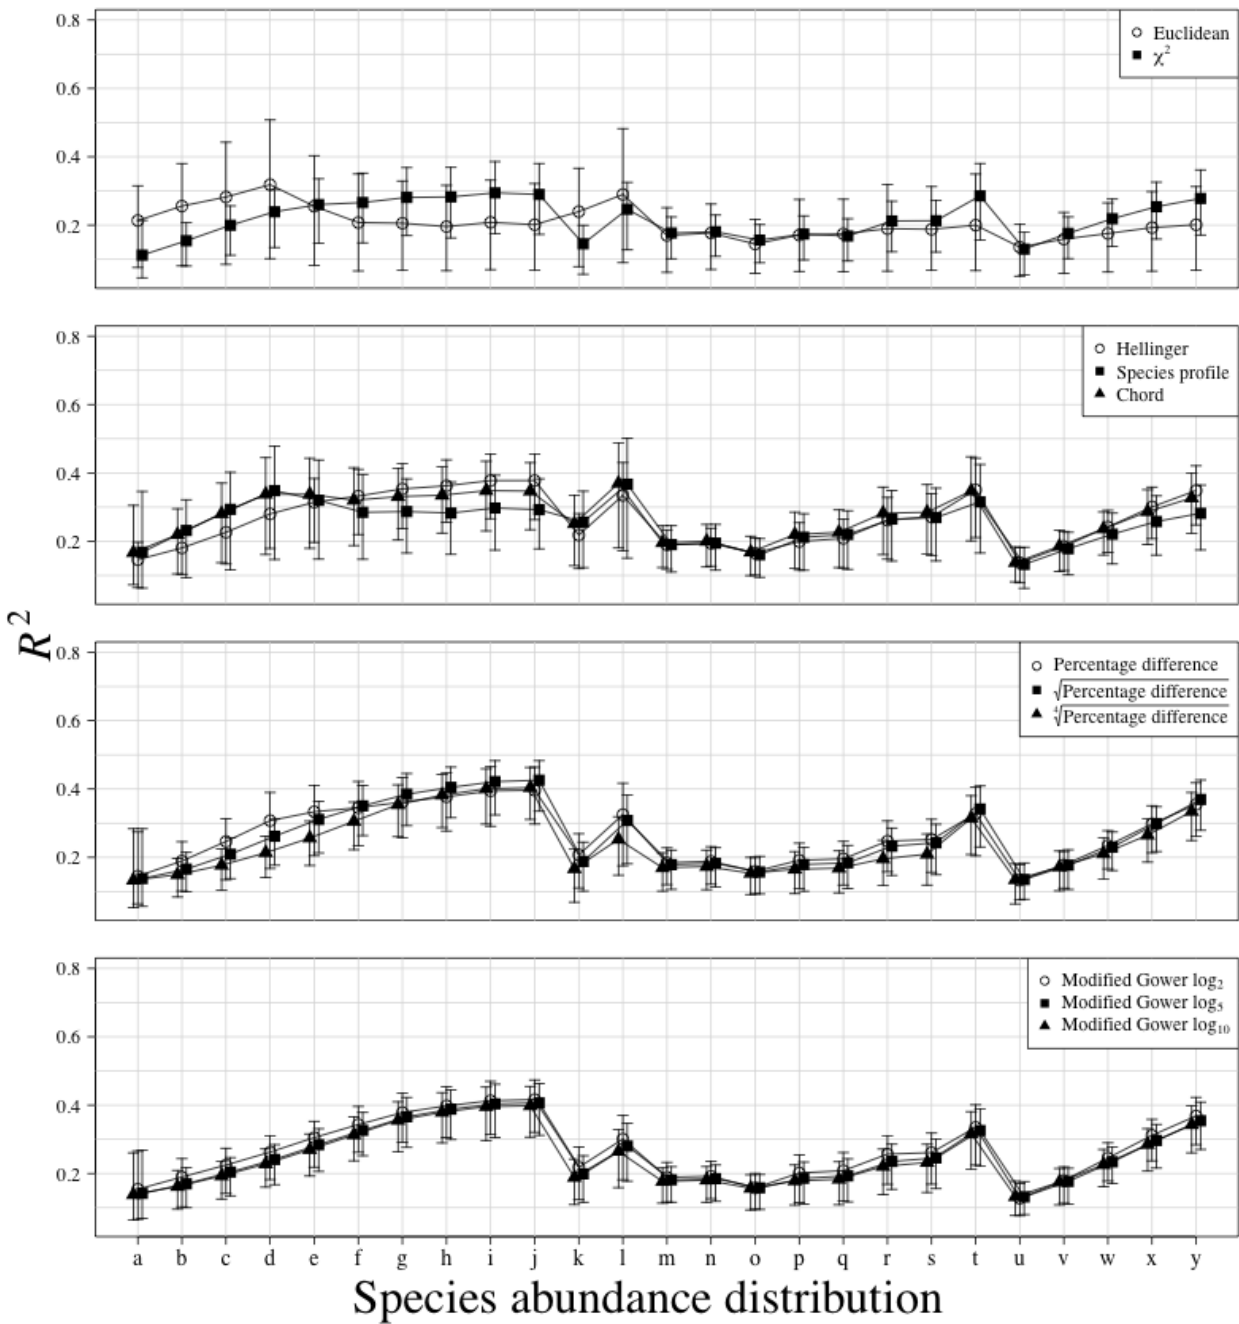 0.8
0.6
0.4
0.2
Euclidean
χ²
0.8
0.6
0.4
0.2
Hellinger
Species profile
Chord
R²
0.8
0.6
0.4
0.2
Percentage difference
√Percentage difference
∜Percentage difference
0.8
0.6
0.4
0.2
Modified Gower log₂
Modified Gower log₅
Modified Gower log₁₀
a b c d e f g h i j k l m n o p q r s t u v w x y
Species abundance distribution